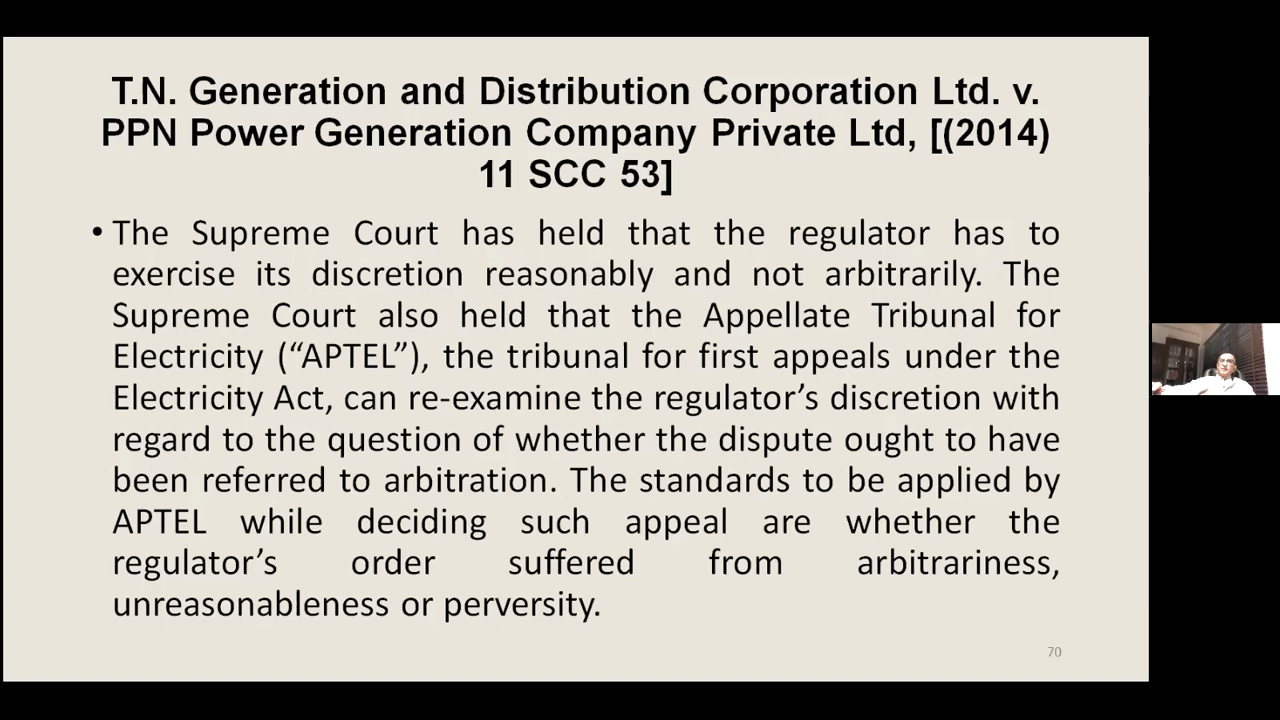 T.N. Generation and Distribution Corporation Ltd. v.
PPN Power Generation Company Private Ltd, [(2014)
11 SCC 53]
• The Supreme Court has held that the regulator has to
exercise its discretion reasonably and not arbitrarily. The
Supreme Court also held that the Appellate Tribunal for
Electricity (“APTEL”), the tribunal for first appeals under the
Electricity Act, can re-examine the regulator’s discretion with
regard to the question of whether the dispute ought to have
been referred to arbitration. The standards to be applied by
APTEL while deciding such appeal are whether the
regulator’s order suffered from arbitrariness,
unreasonableness or perversity.
70